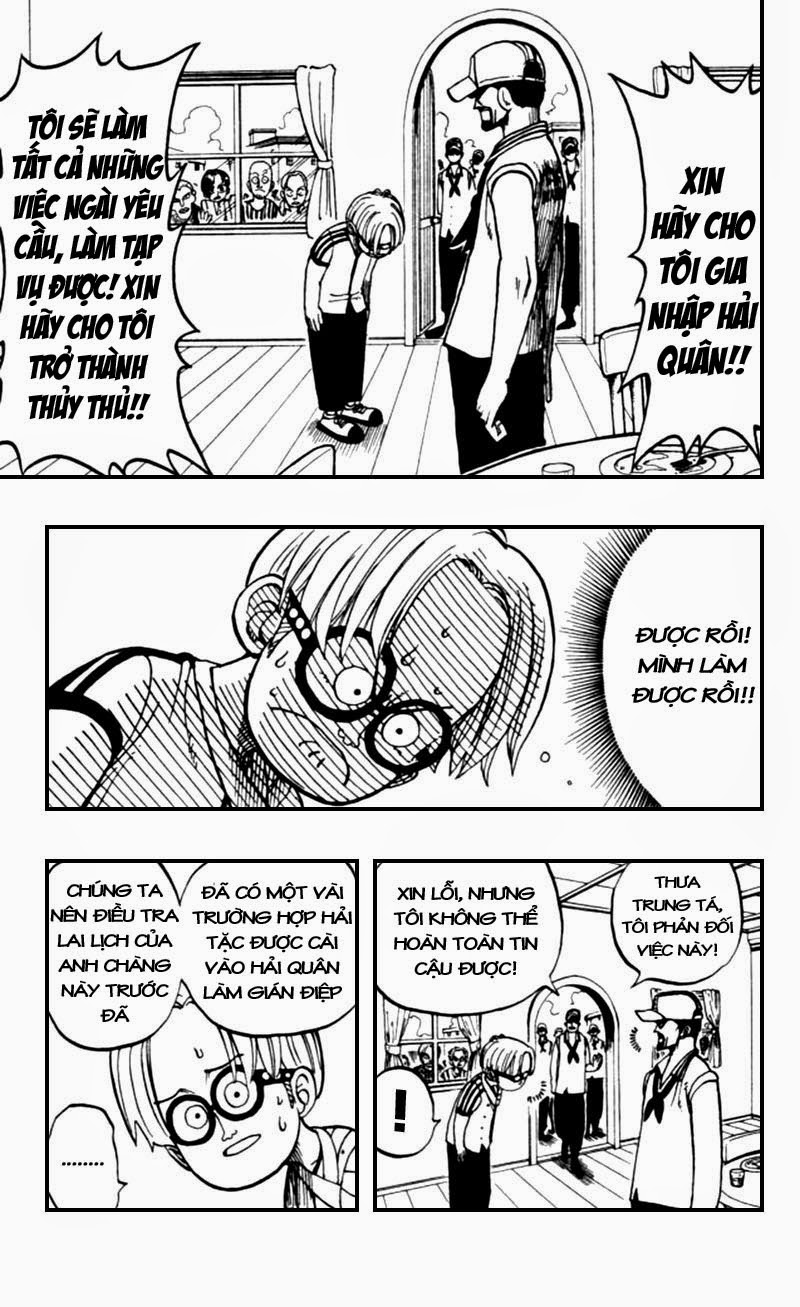 XIN
HÃY CHO
TÔI GIA
NHẬP HẢI
QUÂN!!
TÔI SẼ LÀM
TẤT CẢ NHỮNG
VIỆC NGÀI YÊU
CẦU, LÀM TẠP
VỤ ĐƯỢC! XIN
HÃY CHO TÔI
TRỞ THÀNH
THỦY THỦ!!
ĐƯỢC RỒI!
MÌNH LÀM
ĐƯỢC RỒI!!
THƯA
TRUNG TÁ,
TÔI PHẢN ĐỐI
VIỆC NÀY!
XIN LỖI, NHƯNG
TÔI KHÔNG THỂ
HOÀN TOÀN TIN
CẬU ĐƯỢC!
!
ĐÃ CÓ MỘT VÀI
TRƯỜNG HỢP HẢI
TẶC ĐƯỢC CÀI
VÀO HẢI QUÂN
LÀM GIÁN ĐIỆP
CHÚNG TA
NÊN ĐIỀU TRA
LAI LỊCH CỦA
ANH CHÀNG
NÀY TRƯỚC
ĐÃ
.........